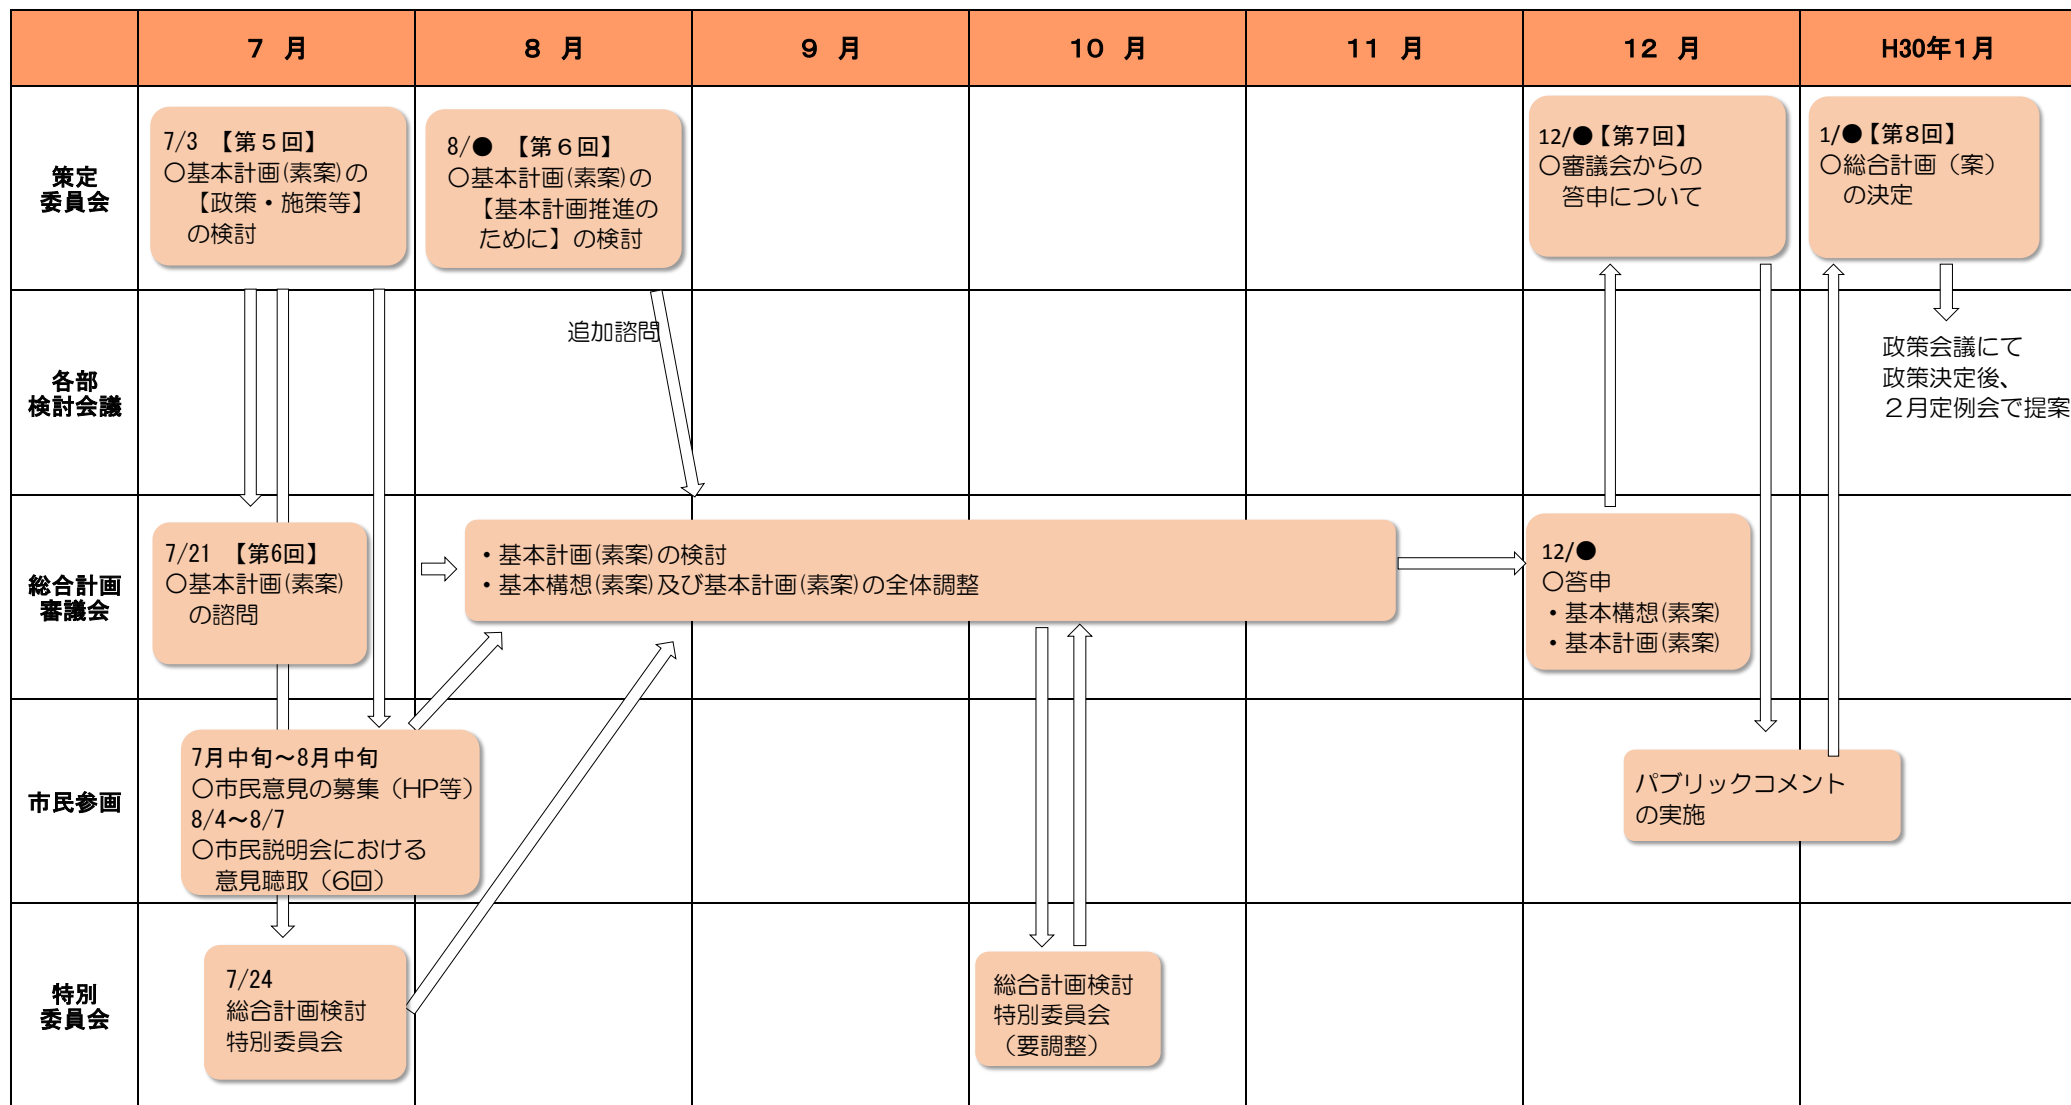 7 月
8 月
9 月
10 月
11 月
12 月
H30年1月
策定
委員会
7/3 【第5回】
〇基本計画(素案)の
【政策・施策等】
の検討
8/● 【第6回】
〇基本計画(素案)の
【基本計画推進の
ために】の検討
12/●【第7回】
〇審議会からの
答申について
1/●【第8回】
〇総合計画（案）
の決定
各部
検討会議
追加諮問
政策会議にて
政策決定後、
2月定例会で提案
総合計画
審議会
7/21 【第6回】
〇基本計画(素案)
の諮問
・基本計画(素案)の検討
・基本構想(素案)及び基本計画(素案)の全体調整
12/●
〇答申
・基本構想(素案)
・基本計画(素案)
市民参画
7月中旬～8月中旬
〇市民意見の募集（HP等）
8/4～8/7
〇市民説明会における
意見聴取（6回）
パブリックコメント
の実施
特別
委員会
7/24
総合計画検討
特別委員会
総合計画検討
特別委員会
（要調整）